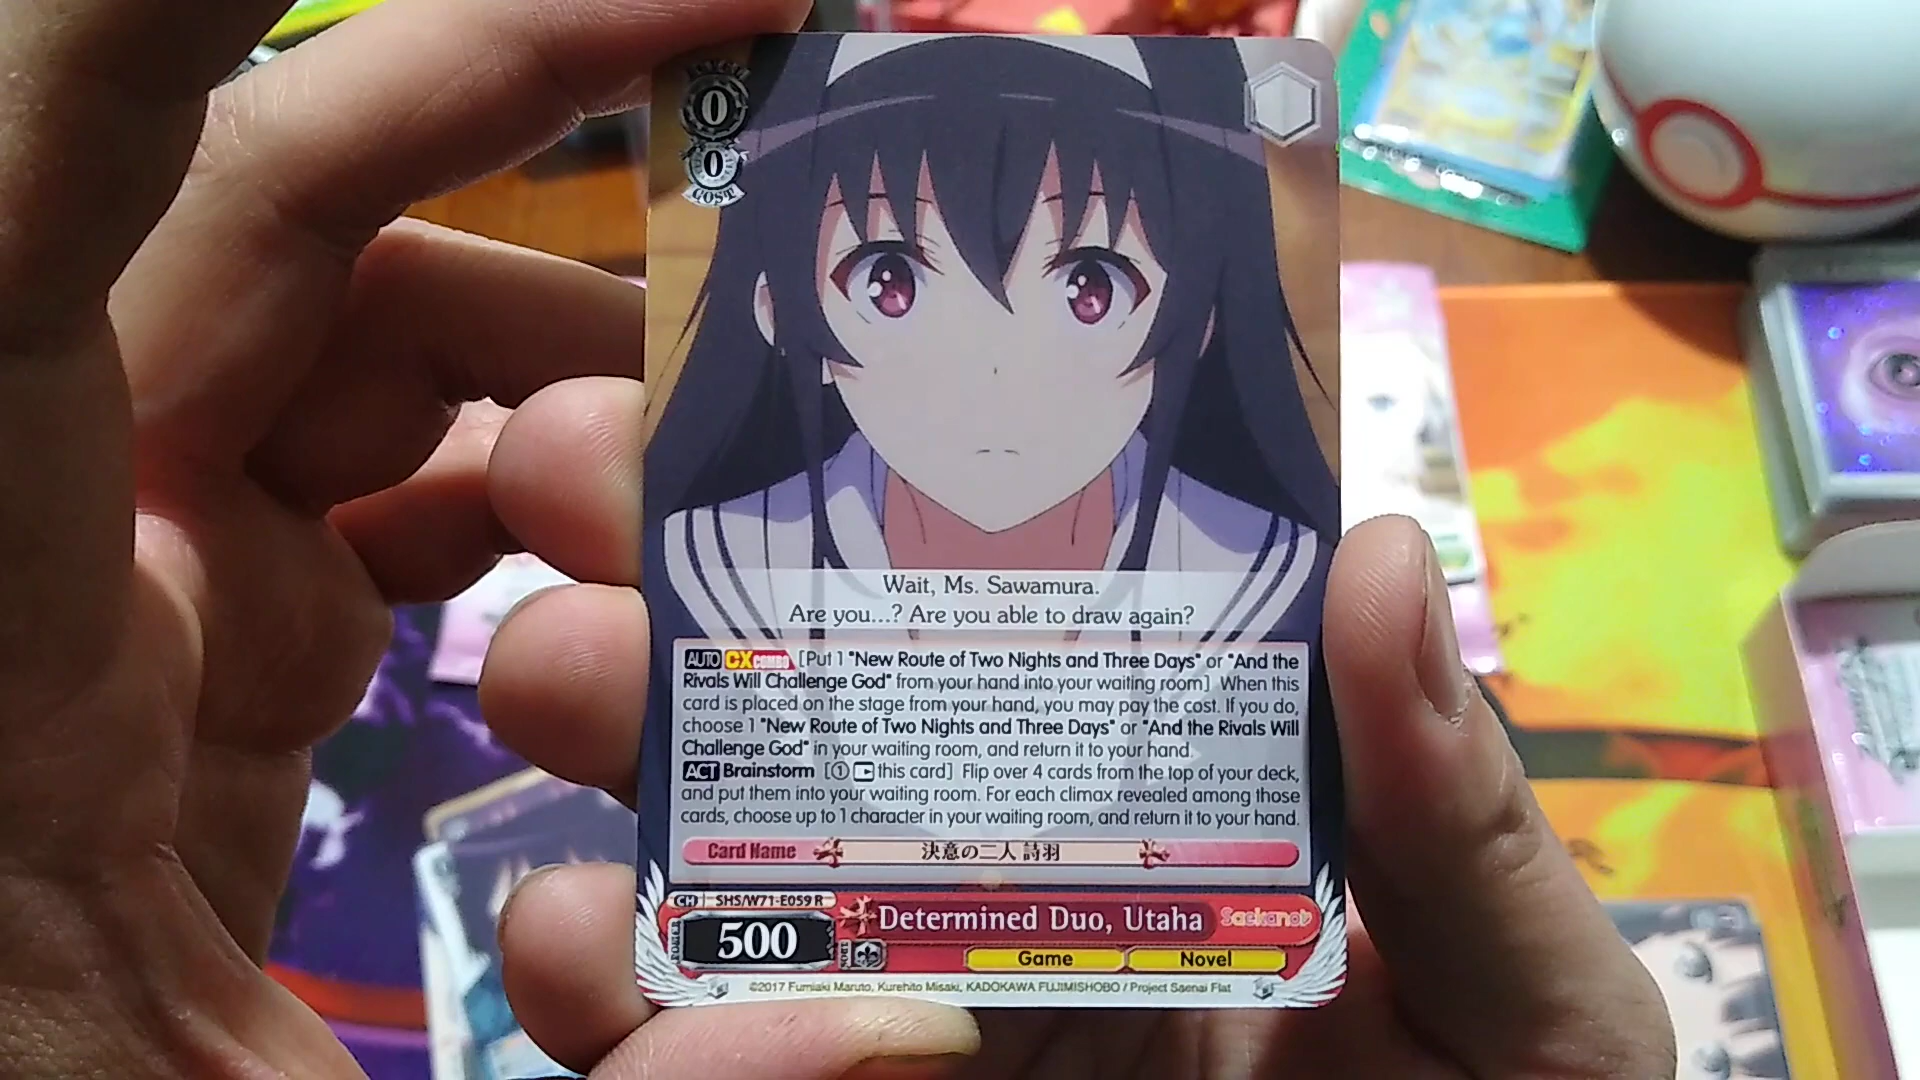 0
0
COST
Wait, Ms. Sawamura.
Are you...? Are you able to draw again?
AUTO CX COMBO [Put 1 "New Route of Two Nights and Three Days" or "And the
Rivals Will Challenge God" from your hand into your waiting room] When this
card is placed on the stage from your hand, you may pay the cost. If you do,
choose 1 "New Route of Two Nights and Three Days" or "And the Rivals Will
Challenge God" in your waiting room, and return it to your hand.
ACT Brainstorm [① this card] Flip over 4 cards from the top of your deck,
and put them into your waiting room. For each climax revealed among those
cards, choose up to 1 character in your waiting room, and return it to your hand.
Card Name 決意の二人 詩羽
CH SHS/W71-E059 R
POWER 500 SOUL Determined Duo, Utaha Saekano♭
Game Novel
©2017 Fumiaki Maruto, Kurehito Misaki, KADOKAWA FUJIMISHOBO / Project Saenai Flat